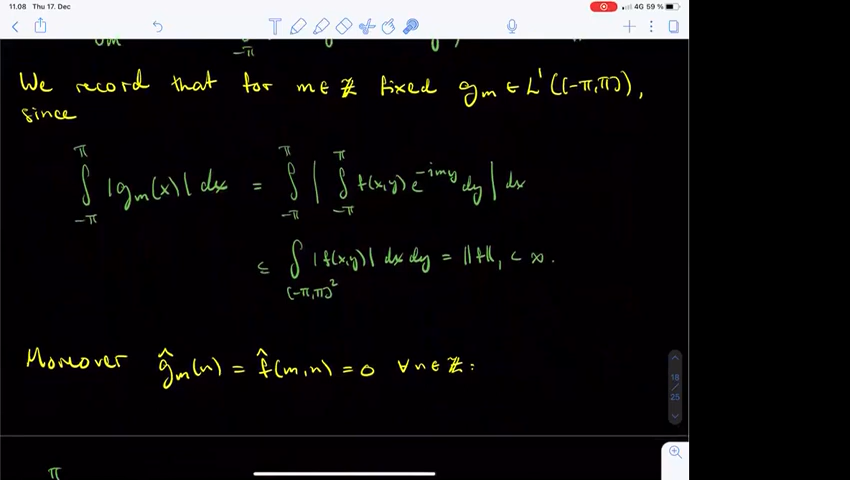 11.08 Thu 17. Dec
4G 59 %
-π
We record that for m ∈ ℤ fixed g_m ∈ L¹([-π,π]),
since
∫_{-π}^{π} |g_m(x)| dx = ∫_{-π}^{π} | ∫_{-π}^{π} f(x,y) e^{-imy} dy | dx
≤ ∫_{[-π,π]²} |f(x,y)| dx dy = ||f||₁ < ∞.
Moreover ĝ_m(n) = f̂(m,n) = 0 ∀n∈ℤ:
18 / 25
π